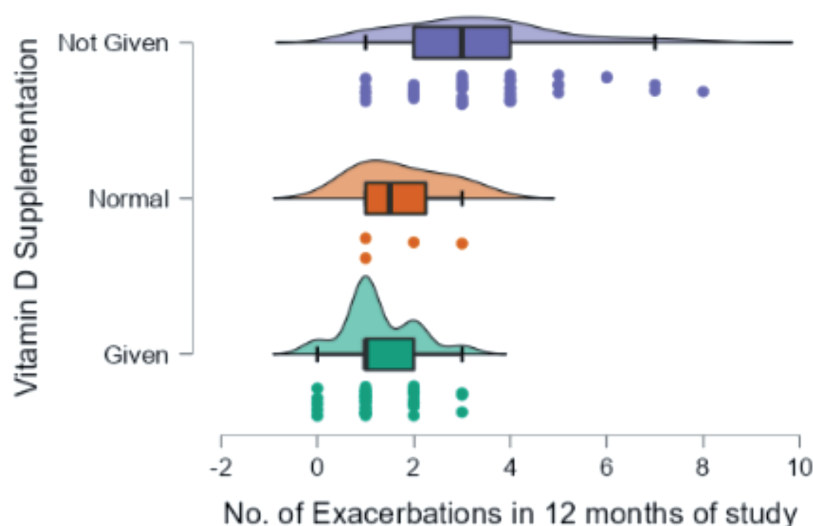 Vitamin D Supplementation
Not Given
Normal
Given
-2 0 2 4 6 8 10
No. of Exacerbations in 12 months of study